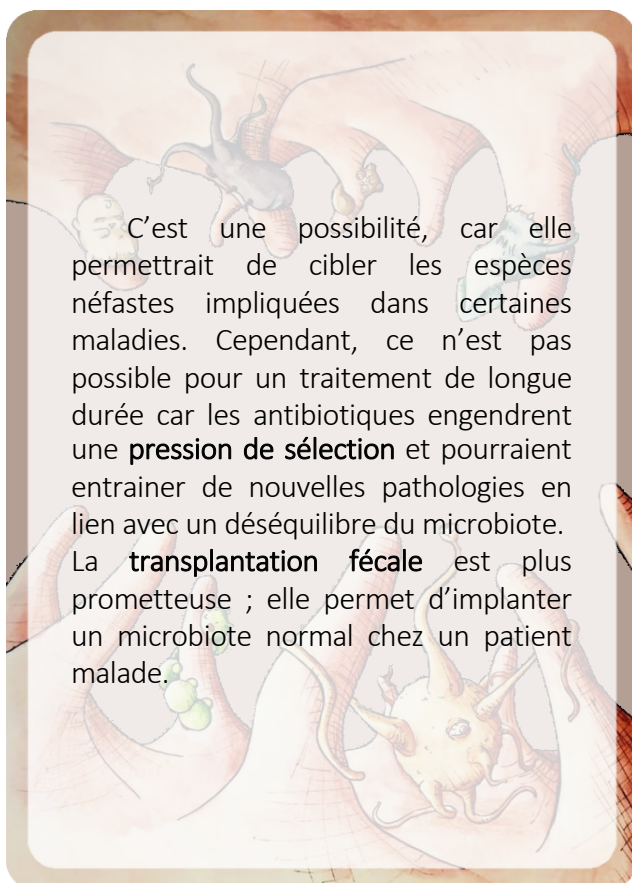 C’est une possibilité, car elle
permettrait de cibler les espèces
néfastes impliquées dans certaines
maladies. Cependant, ce n’est pas
possible pour un traitement de longue
durée car les antibiotiques engendrent
une pression de sélection et pourraient
entrainer de nouvelles pathologies en
lien avec un déséquilibre du microbiote.
La transplantation fécale est plus
prometteuse ; elle permet d’implanter
un microbiote normal chez un patient
malade.